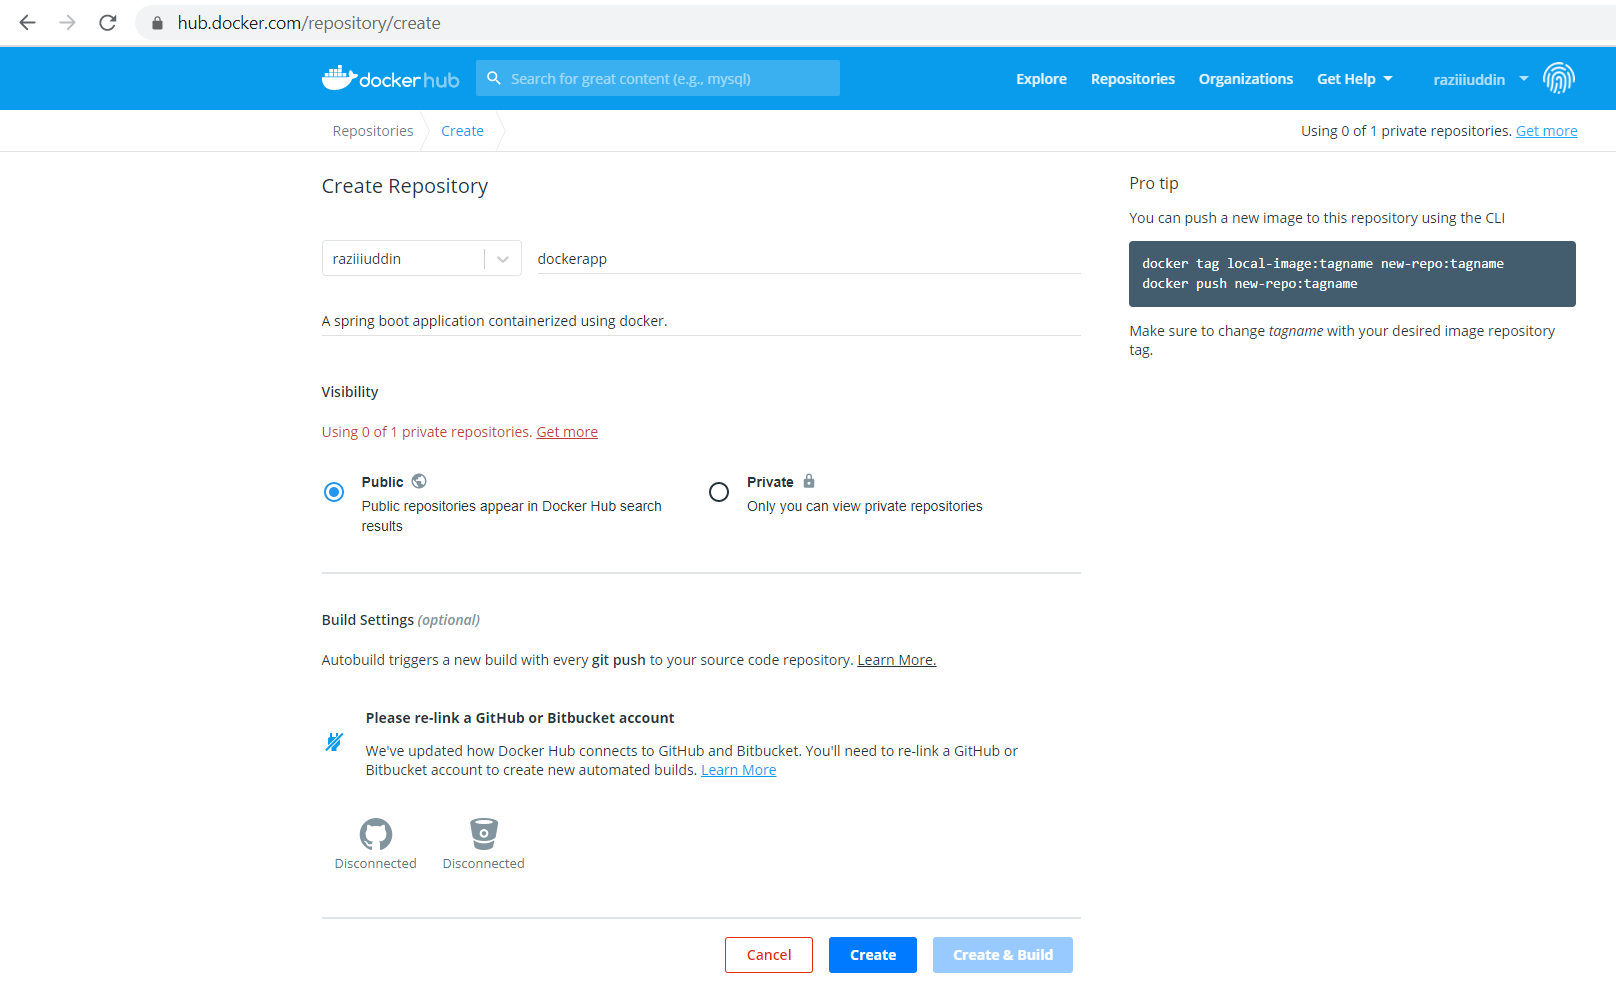 hub.docker.com/repository/create
dockerhub
Search for great content (e.g., mysql)
Explore
Repositories
Organizations
Get Help
raziiiuddin
Repositories
Create
Using 0 of 1 private repositories. Get more
Create Repository
raziiiuddin
dockerapp
A spring boot application containerized using docker.
Visibility
Using 0 of 1 private repositories. Get more
Public
Public repositories appear in Docker Hub search
results
Private
Only you can view private repositories
Build Settings (optional)
Autobuild triggers a new build with every git push to your source code repository. Learn More.
Please re-link a GitHub or Bitbucket account
We've updated how Docker Hub connects to GitHub and Bitbucket. You'll need to re-link a GitHub or
Bitbucket account to create new automated builds. Learn More
Disconnected
Disconnected
Cancel
Create
Create & Build
Pro tip
You can push a new image to this repository using the CLI
docker tag local-image:tagname new-repo:tagname
docker push new-repo:tagname
Make sure to change tagname with your desired image repository
tag.